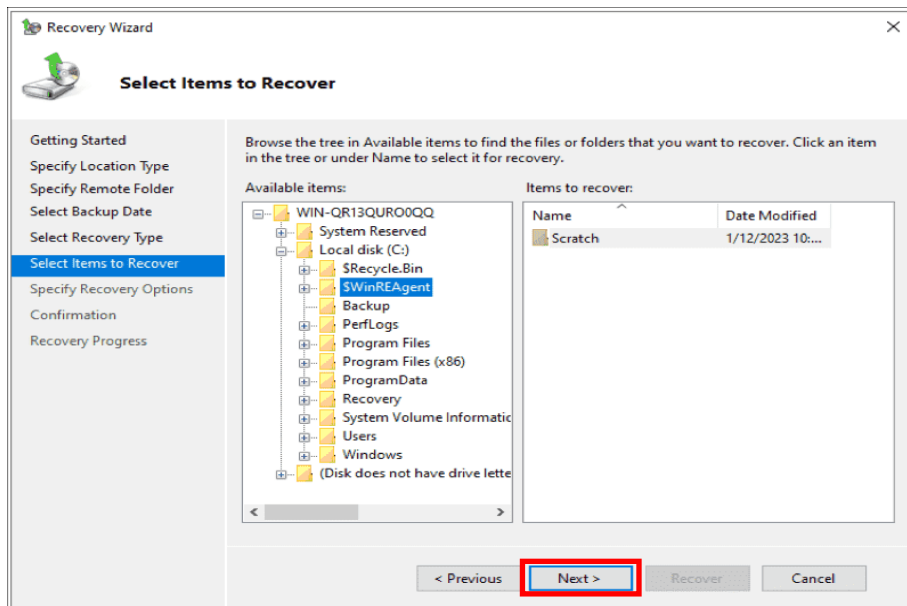 Recovery Wizard
Select Items to Recover
Getting Started
Specify Location Type
Specify Remote Folder
Select Backup Date
Select Recovery Type
Select Items to Recover
Specify Recovery Options
Confirmation
Recovery Progress
Browse the tree in Available items to find the files or folders that you want to recover. Click an item
in the tree or under Name to select it for recovery.
Available items:
WIN-QR13QURO0QQ
System Reserved
Local disk (C:)
$Recycle.Bin
$WinREAgent
Backup
PerfLogs
Program Files
Program Files (x86)
ProgramData
Recovery
System Volume Informatic
Users
Windows
(Disk does not have drive lette
Items to recover:
Name Date Modified
Scratch 1/12/2023 10:...
< Previous Next > Recover Cancel